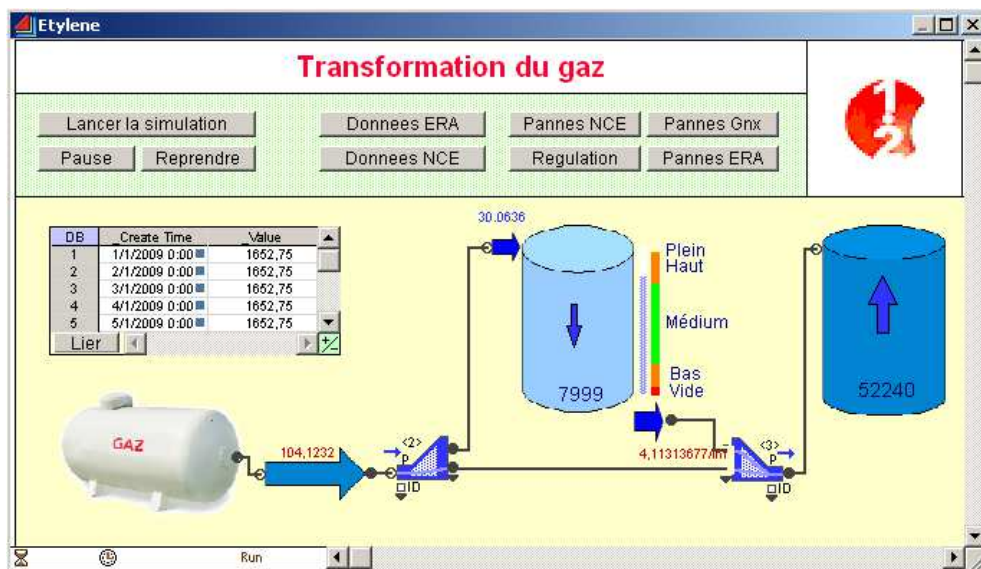 Etylene
Transformation du gaz
Lancer la simulation
Donnees ERA
Pannes NCE
Pannes Gnx
Pause
Reprendre
Donnees NCE
Regulation
Pannes ERA
1
2
30.0636
DB _Create Time _Value
1 1/1/2009 0:00 1652,75
2 2/1/2009 0:00 1652,75
3 3/1/2009 0:00 1652,75
4 4/1/2009 0:00 1652,75
5 5/1/2009 0:00 1652,75
Lier
Plein
Haut
Médium
Bas
Vide
7999
52240
GAZ
104,1232
<2>
P
ID
<3>
P
ID
Run